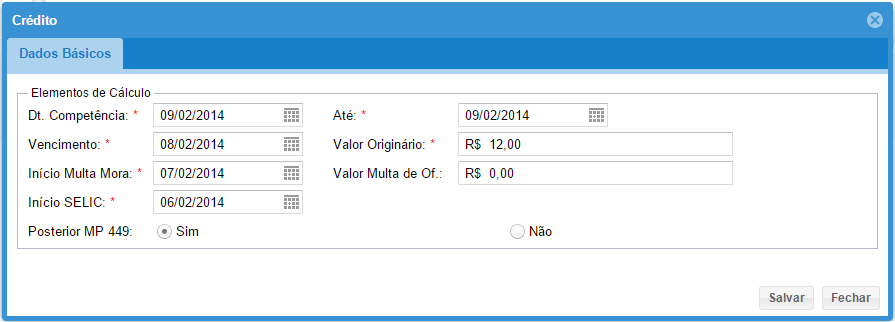 Crédito
Dados Básicos
Elementos de Cálculo
Dt. Competência: * 09/02/2014 Até: * 09/02/2014
Vencimento: * 08/02/2014 Valor Originário: * R$ 12,00
Início Multa Mora: * 07/02/2014 Valor Multa de Of.: R$ 0,00
Início SELIC: * 06/02/2014
Posterior MP 449: Sim Não
Salvar Fechar